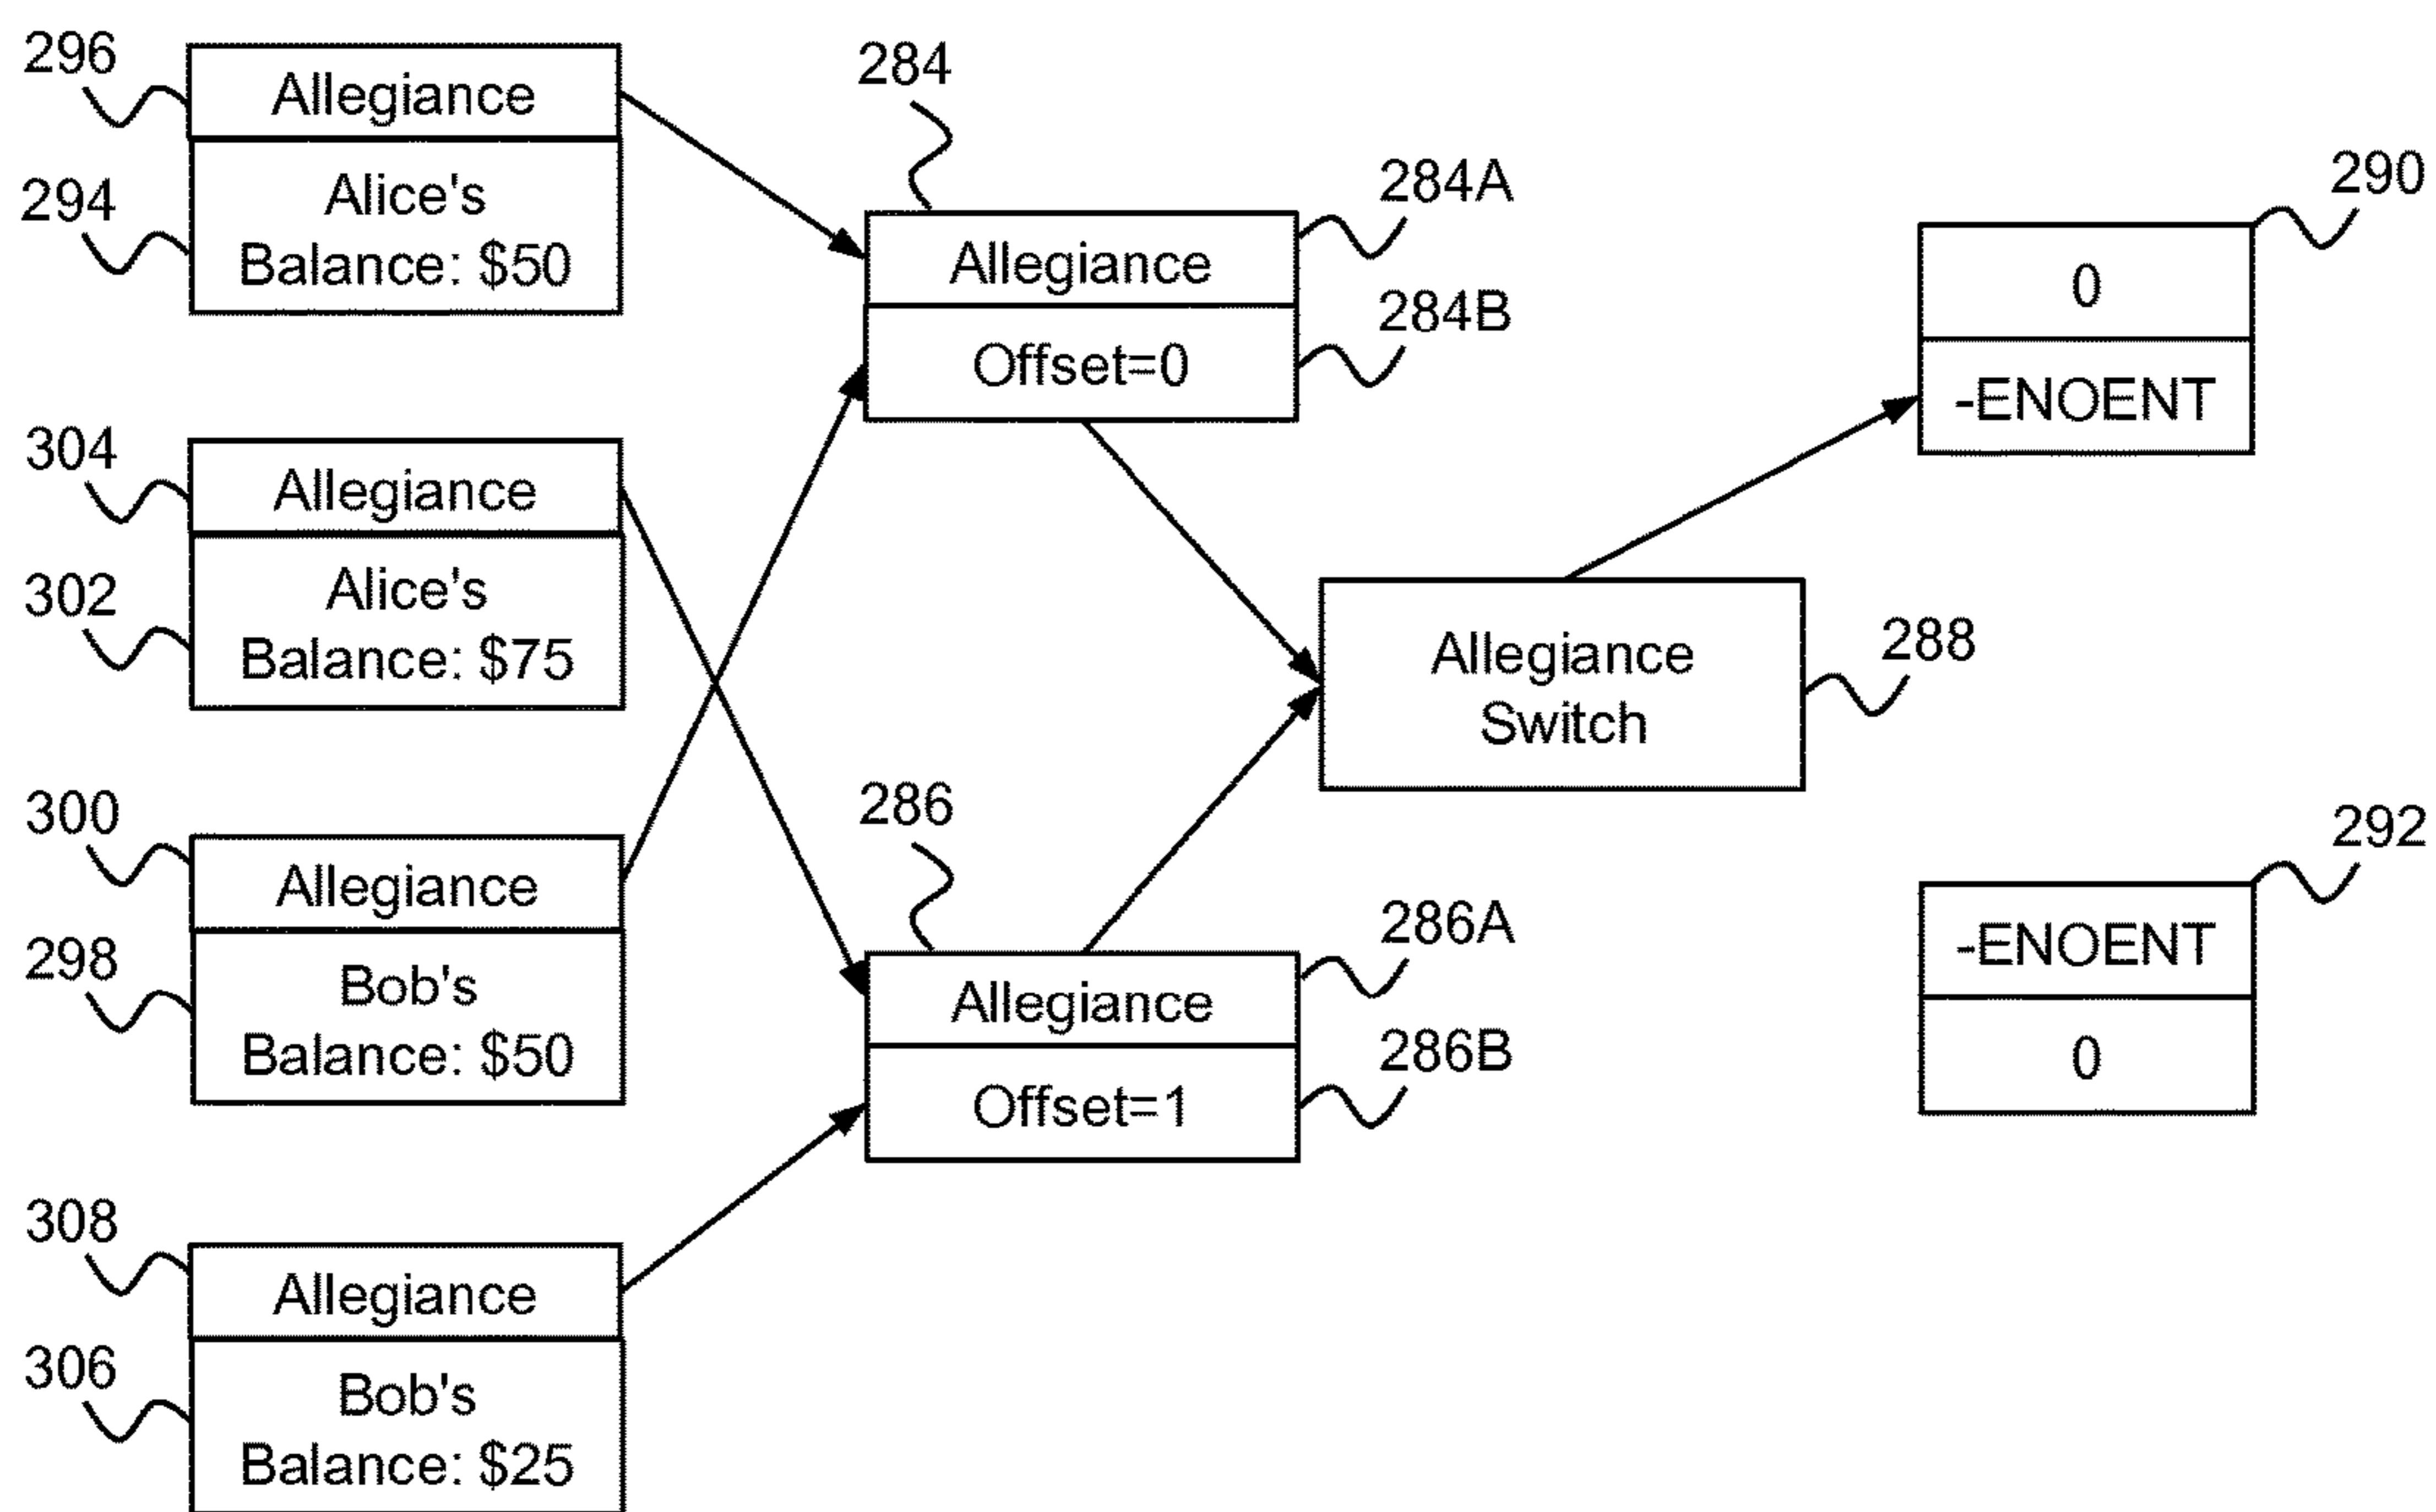 296
Allegiance
294
Alice's
Balance: $50
304
Allegiance
302
Alice's
Balance: $75
300
Allegiance
298
Bob's
Balance: $50
308
Allegiance
306
Bob's
Balance: $25
284
284A
Allegiance
284B
Offset=0
286
286A
Allegiance
286B
Offset=1
Allegiance
Switch
288
290
0
-ENOENT
292
-ENOENT
0